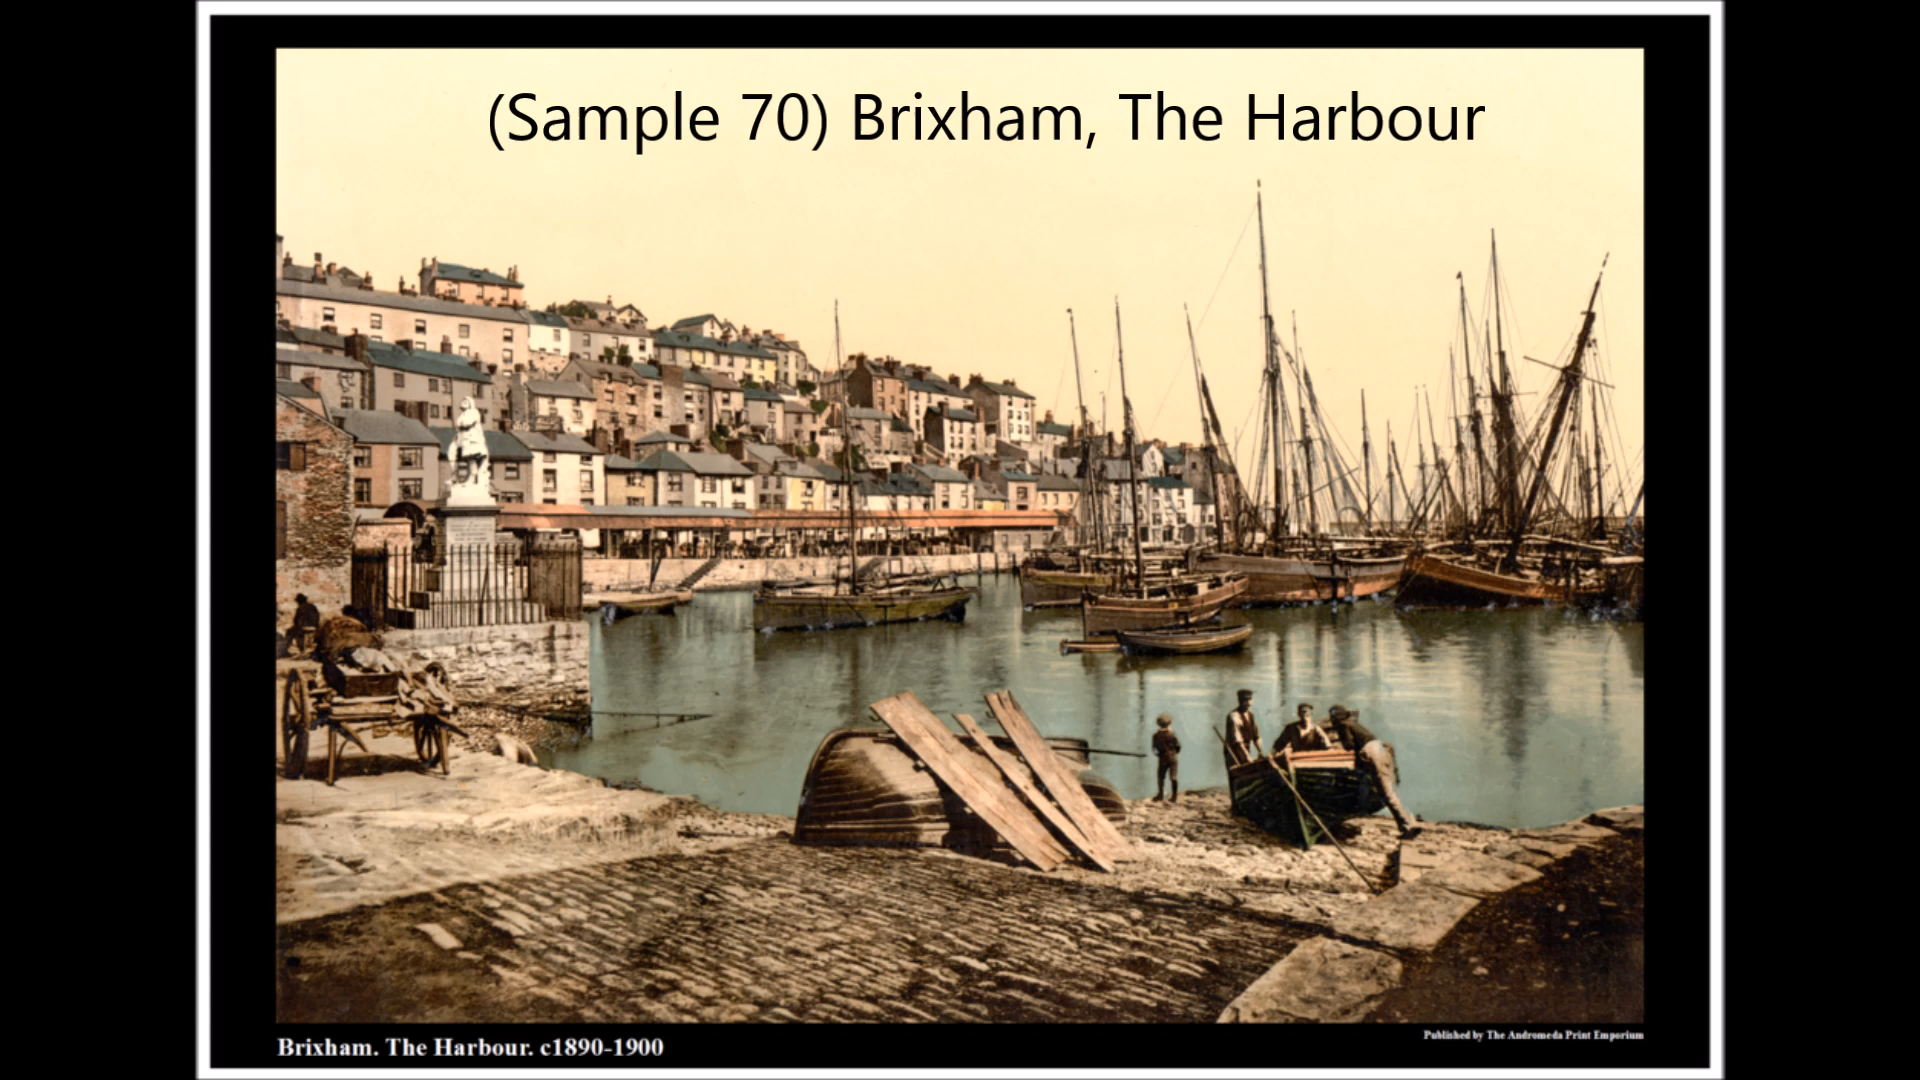 (Sample 70) Brixham, The Harbour
Brixham. The Harbour. c1890-1900
Published by The Andromeda Print Emporium